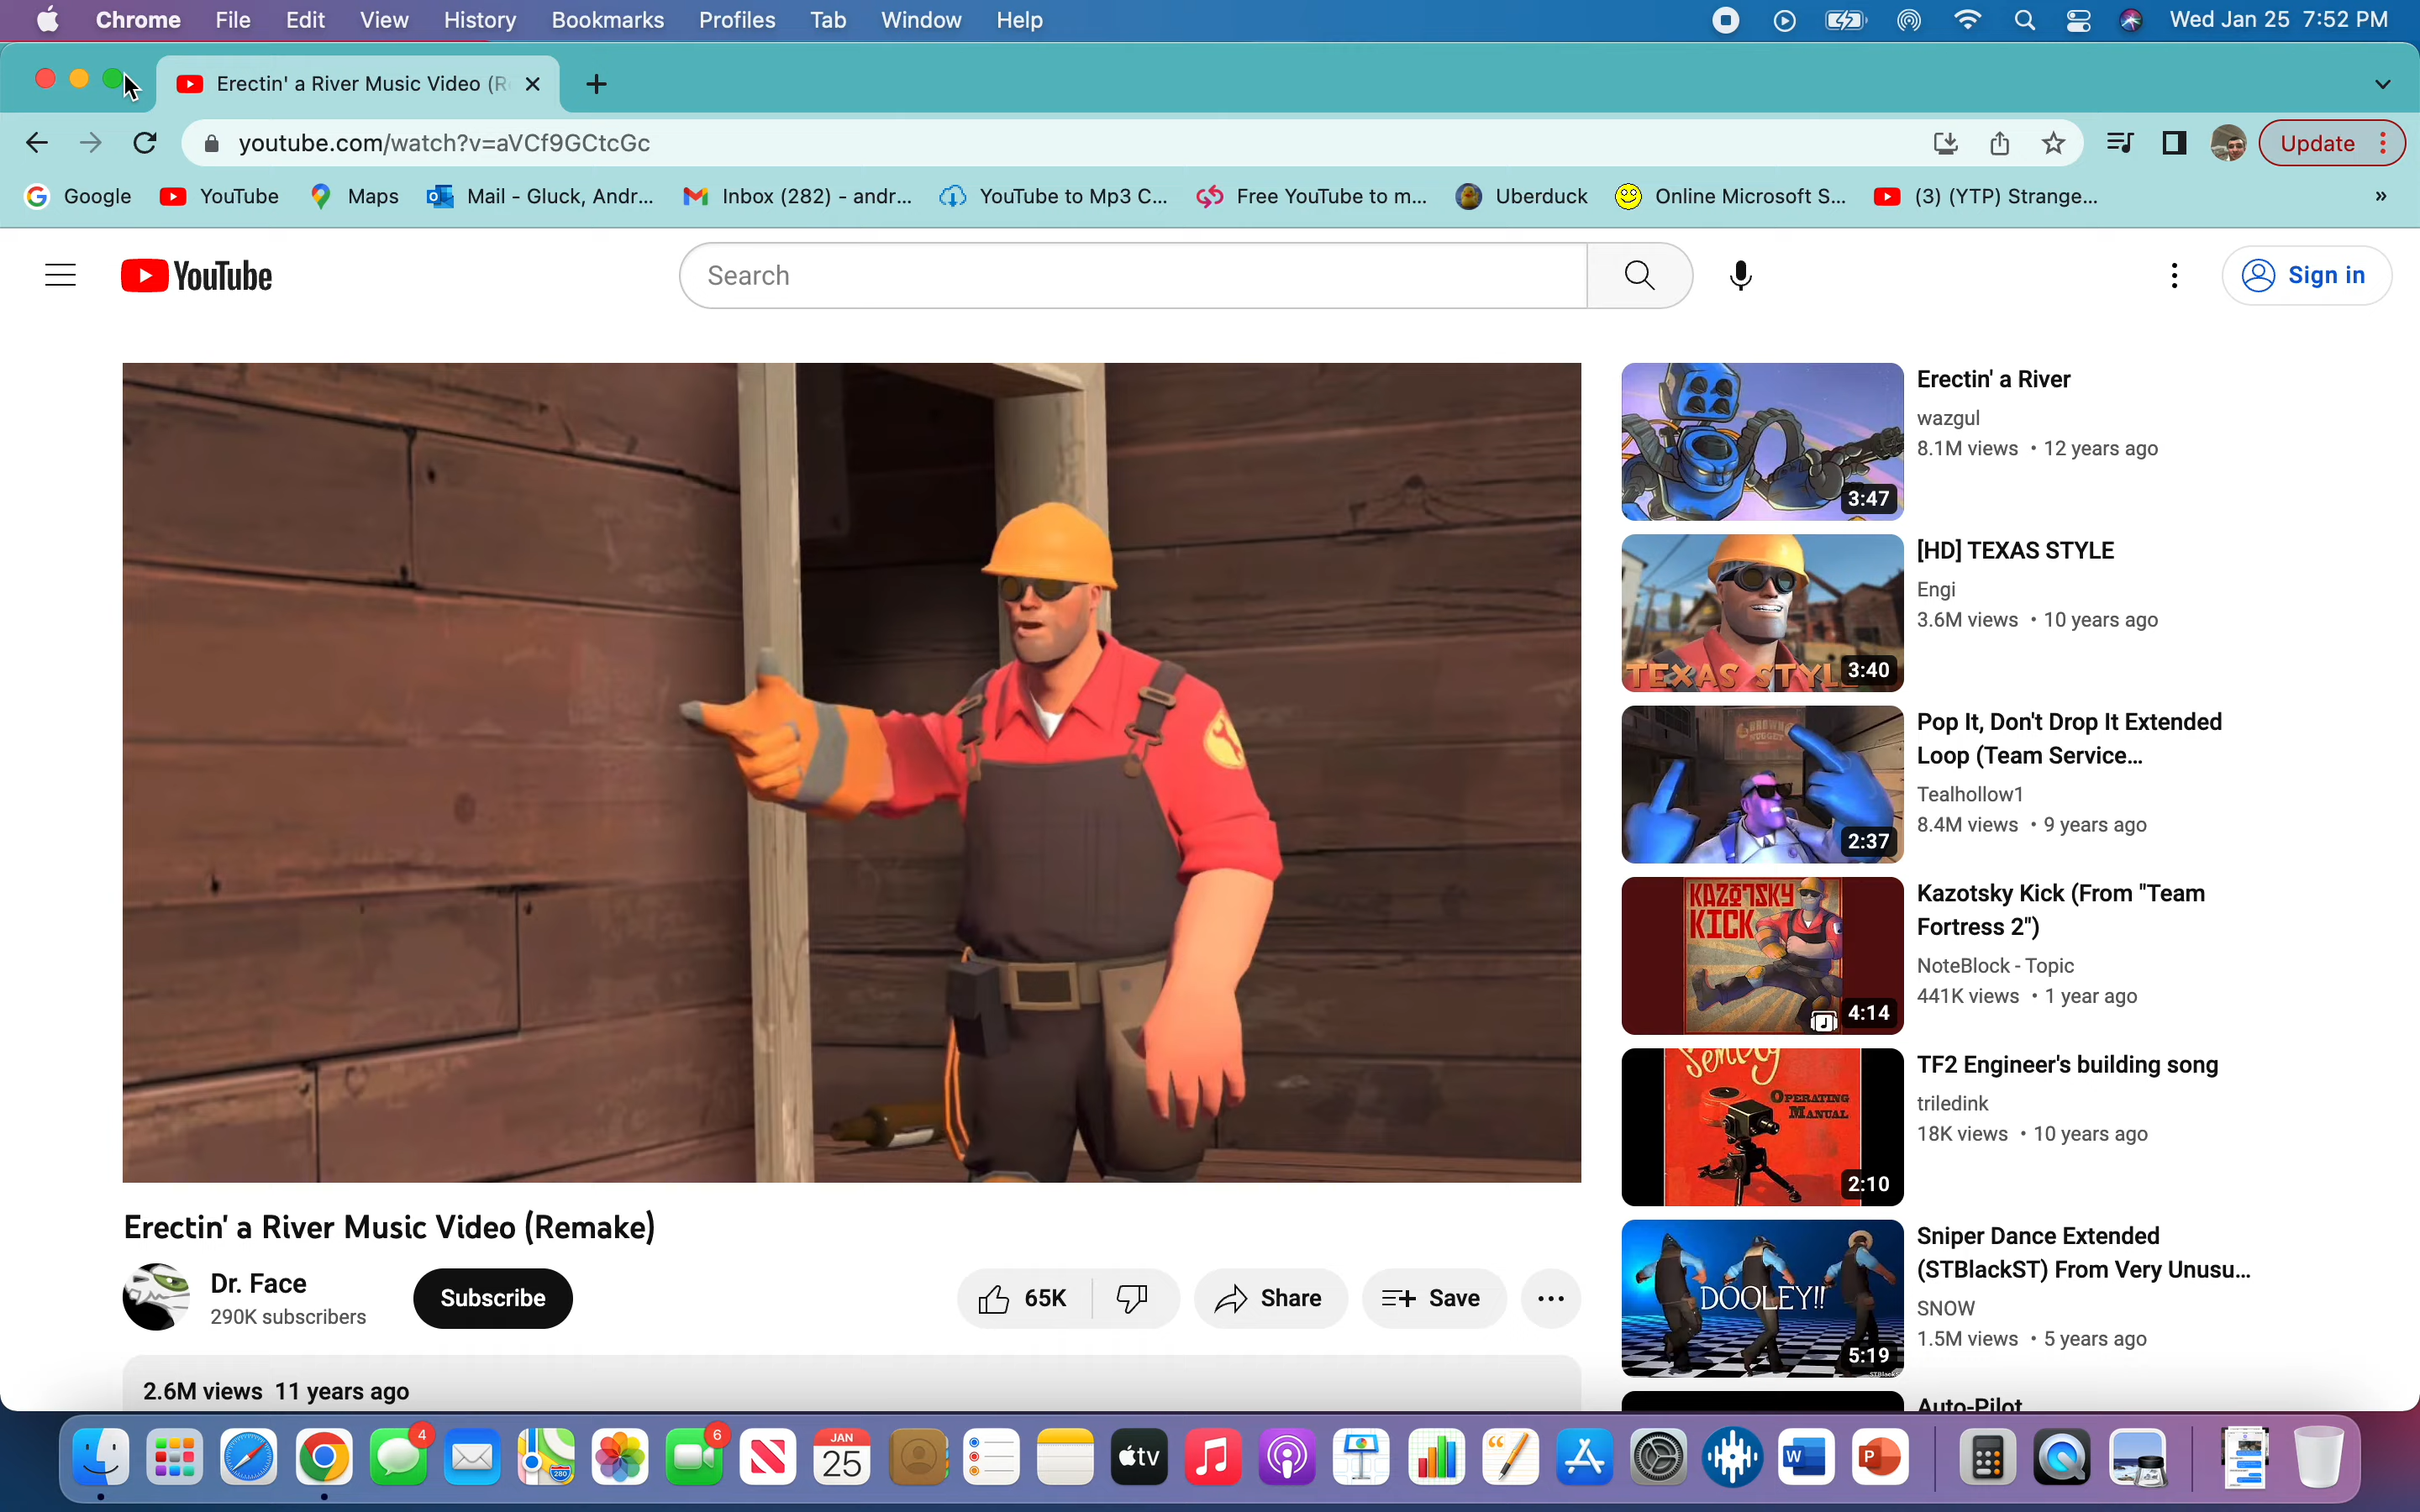 Chrome File Edit View History Bookmarks Profiles Tab Window Help Wed Jan 25 7:52 PM
Erectin' a River Music Video (R
youtube.com/watch?v=aVCf9GCtcGc Update
Google YouTube Maps Mail - Gluck, Andr... Inbox (282) - andr... YouTube to Mp3 C... Free YouTube to m... Uberduck Online Microsoft S... (3) (YTP) Strange... »
YouTube Search Sign in
Erectin' a River
wazgul
8.1M views • 12 years ago
3:47
[HD] TEXAS STYLE
Engi
3.6M views • 10 years ago
TEXAS STYL 3:40
Pop It, Don't Drop It Extended
Loop (Team Service...
Tealhollow1
8.4M views • 9 years ago
2:37
KAZOTSKY
KICK
Kazotsky Kick (From "Team
Fortress 2")
NoteBlock - Topic
441K views • 1 year ago
4:14
TF2 Engineer's building song
triledink
18K views • 10 years ago
OPERATING
MANUAL
2:10
Sniper Dance Extended
(STBlackST) From Very Unusu...
SNOW
1.5M views • 5 years ago
DOOLEY!!
5:19
Auto-Pilot
Erectin' a River Music Video (Remake)
Dr. Face
290K subscribers
Subscribe
65K Share Save
2.6M views 11 years ago
4 280 6 JAN 25 tv W P